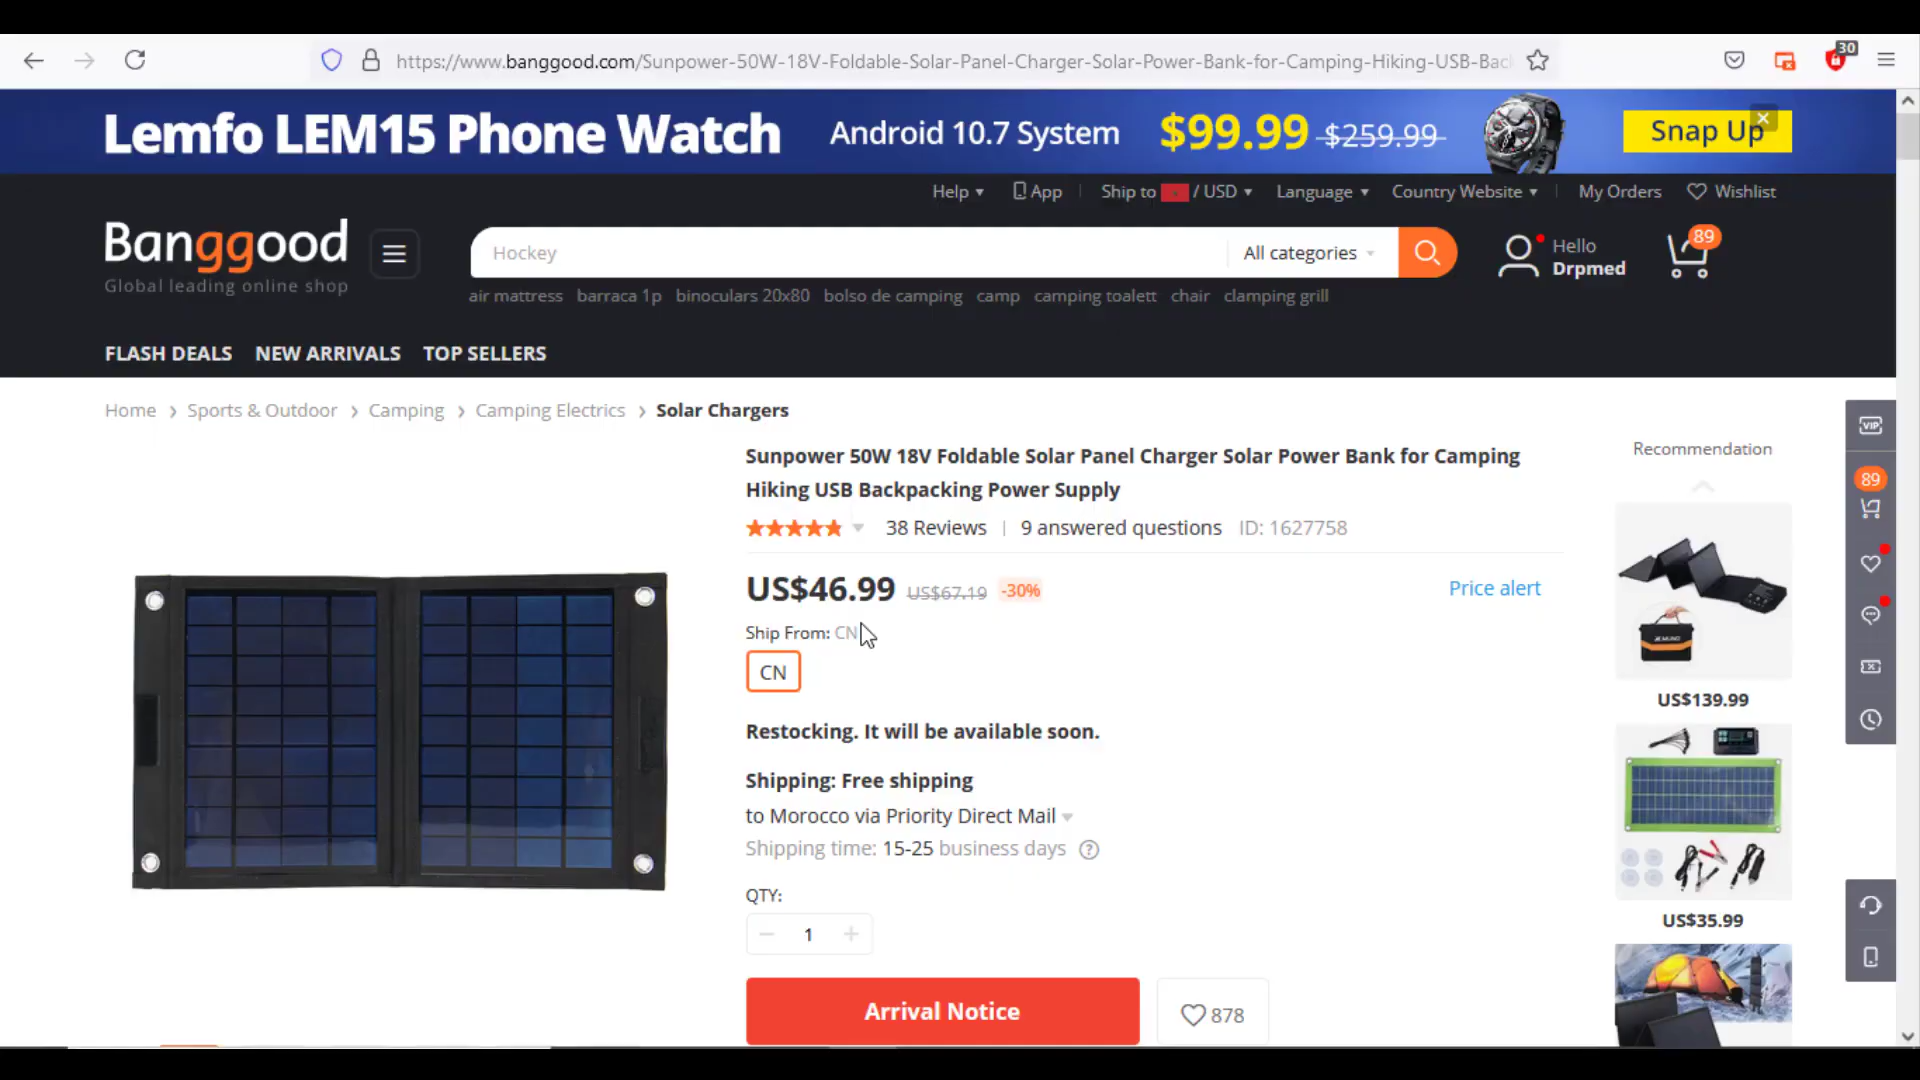 30
https://www.banggood.com/Sunpower-50W-18V-Foldable-Solar-Panel-Charger-Solar-Power-Bank-for-Camping-Hiking-USB-Bac
Lemfo LEM15 Phone Watch Android 10.7 System $99.99 $259.99 Snap Up
Help App Ship to / USD Language Country Website My Orders Wishlist
Banggood
Global leading online shop
Hockey All categories
Hello
Drpmed
89
air mattress barraca 1p binoculars 20x80 bolso de camping camp camping toalett chair clamping grill
FLASH DEALS NEW ARRIVALS TOP SELLERS
Home > Sports & Outdoor > Camping > Camping Electrics > Solar Chargers
Sunpower 50W 18V Foldable Solar Panel Charger Solar Power Bank for Camping
Hiking USB Backpacking Power Supply
38 Reviews | 9 answered questions ID: 1627758
US$46.99 US$67.19 -30% Price alert
Ship From: CN
CN
Restocking. It will be available soon.
Shipping: Free shipping
to Morocco via Priority Direct Mail
Shipping time: 15-25 business days ?
QTY:
− 1 +
Arrival Notice
878
Recommendation
US$139.99
US$35.99
VIP
89